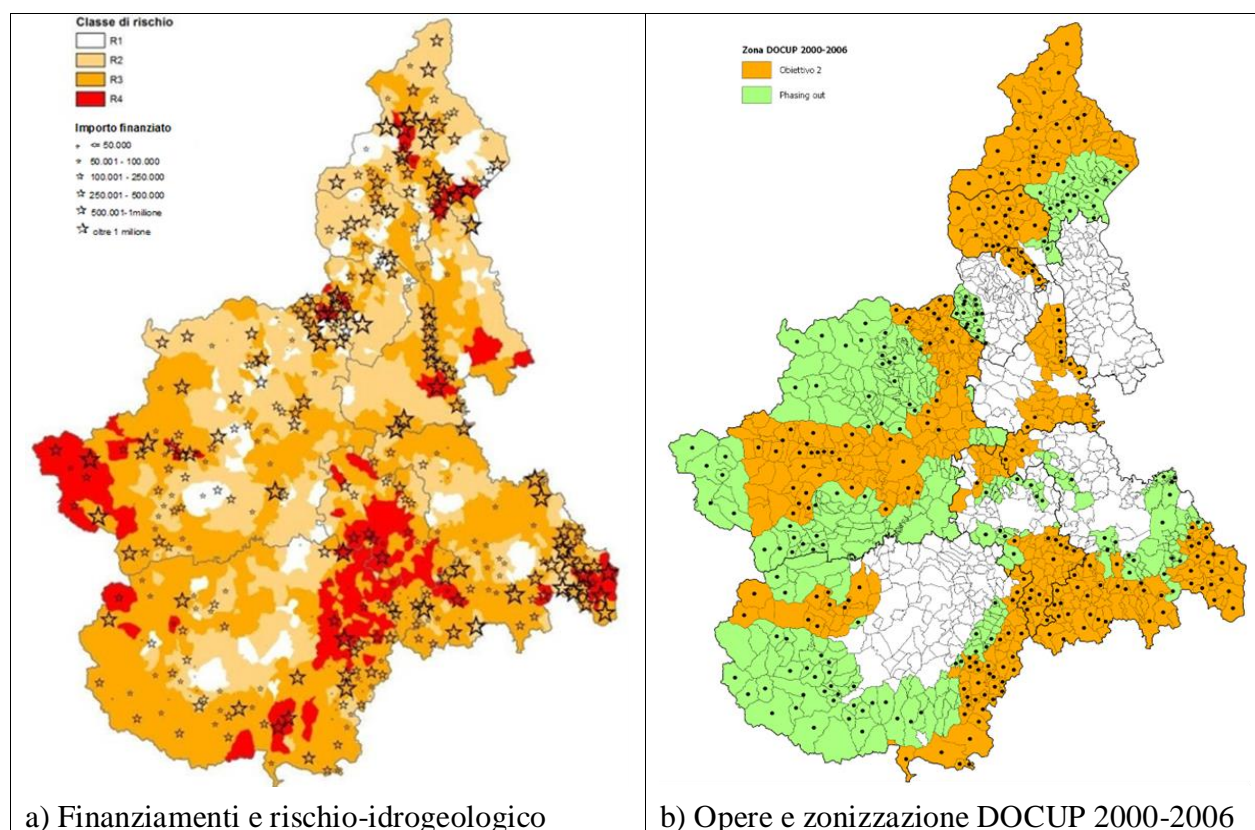 Classe di rischio
R1
R2
R3
R4
Importo finanziato
<= 50.000
50.001 - 100.000
100.001 - 250.000
250.001 - 500.000
500.001-1milione
oltre 1 milione
a) Finanziamenti e rischio-idrogeologico
Zona DOCUP 2000-2006
Obiettivo 2
Phasing out
b) Opere e zonizzazione DOCUP 2000-2006